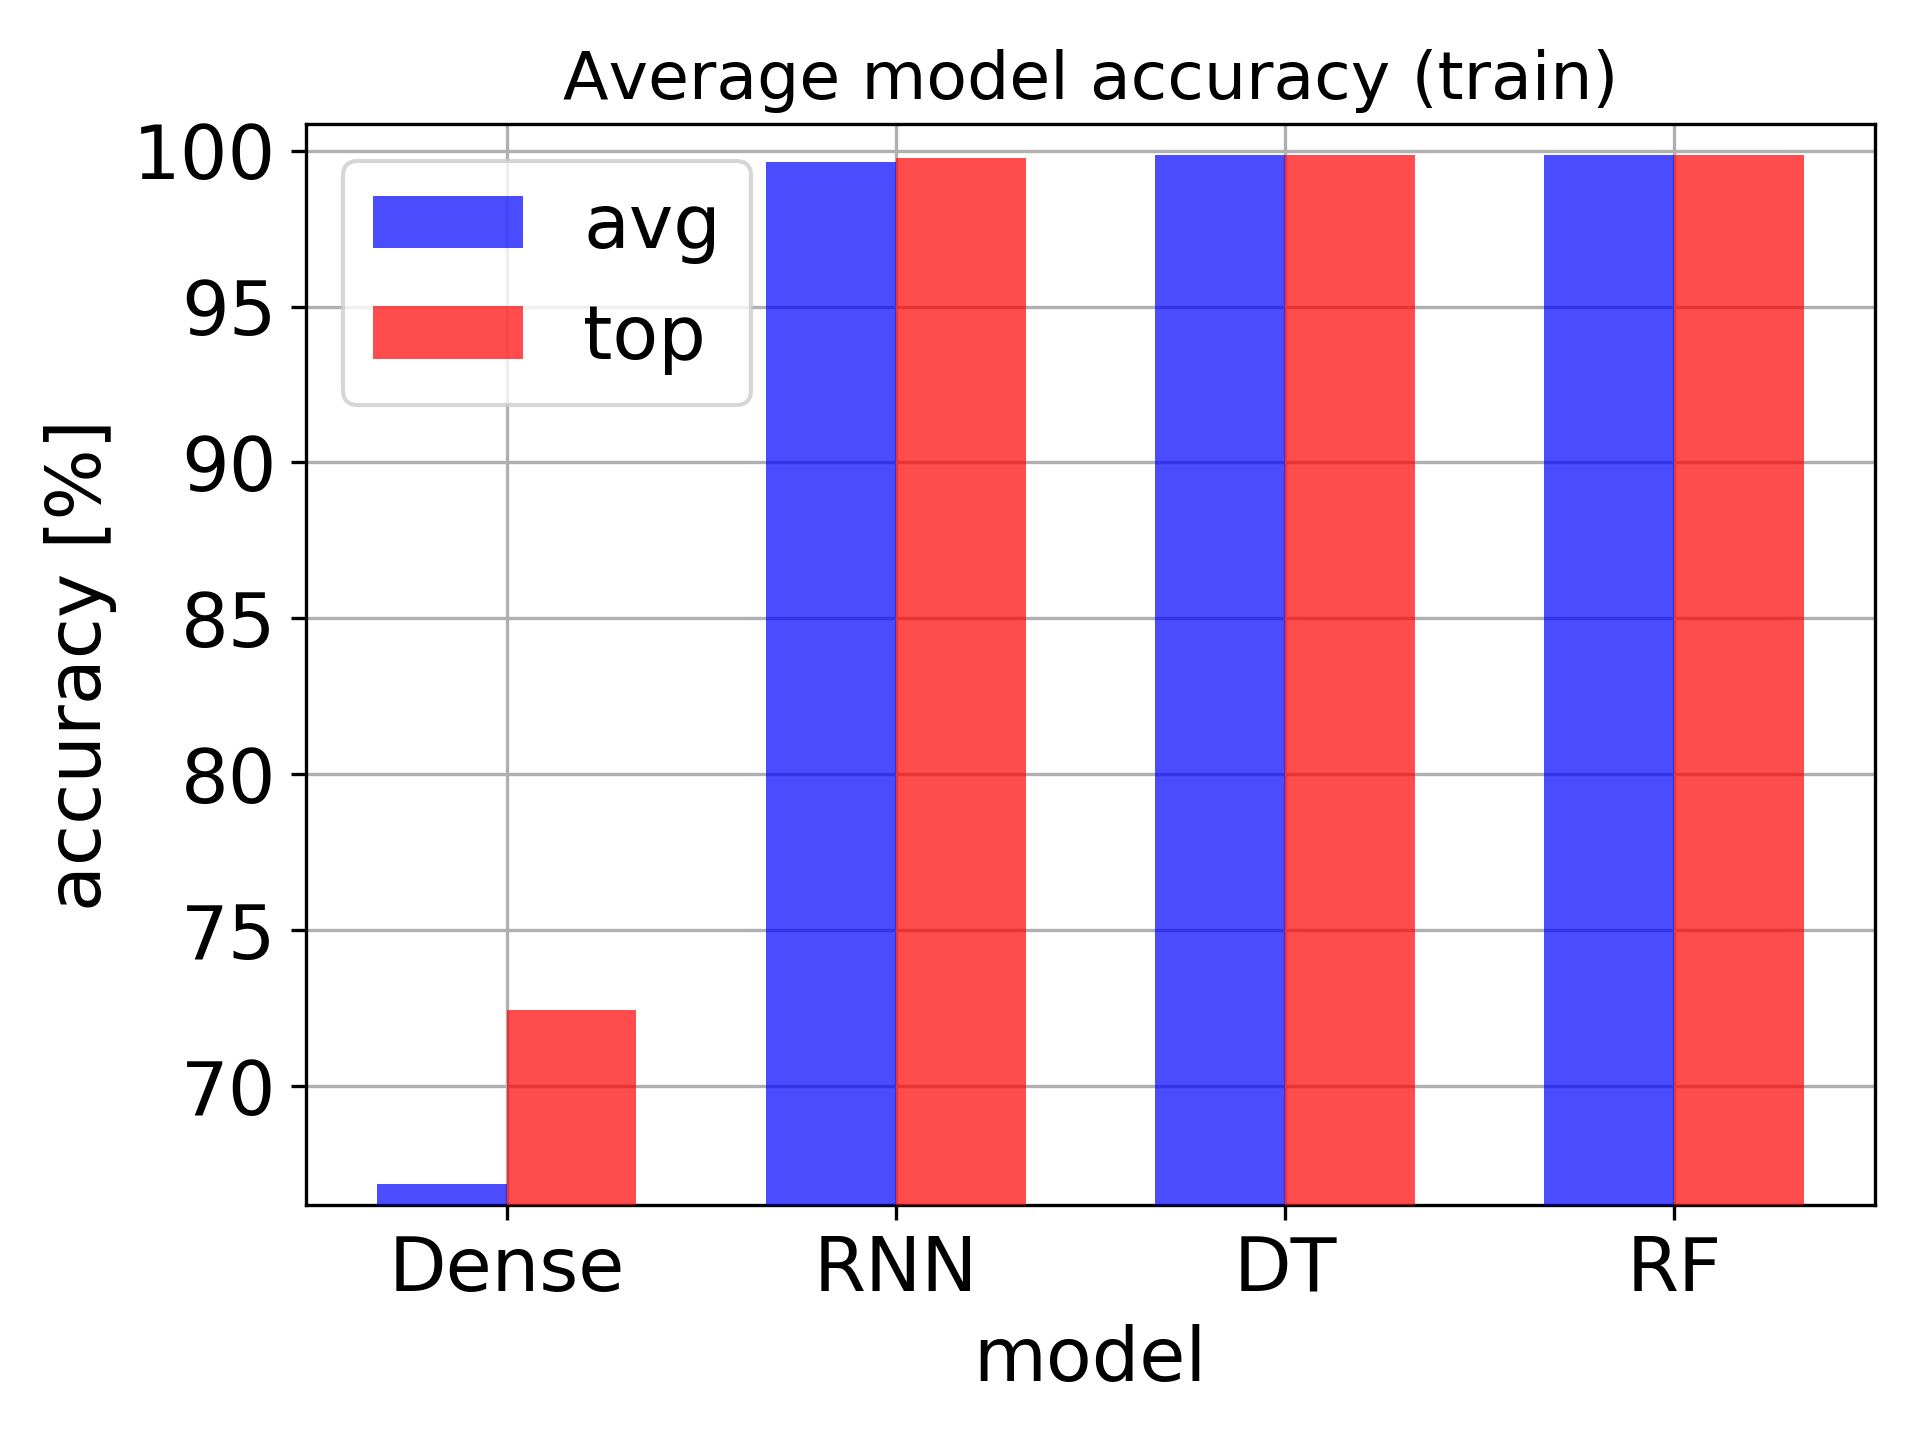 Average model accuracy (train)
100
95
90
85
80
75
70
accuracy [%]
avg
top
Dense RNN DT RF
model